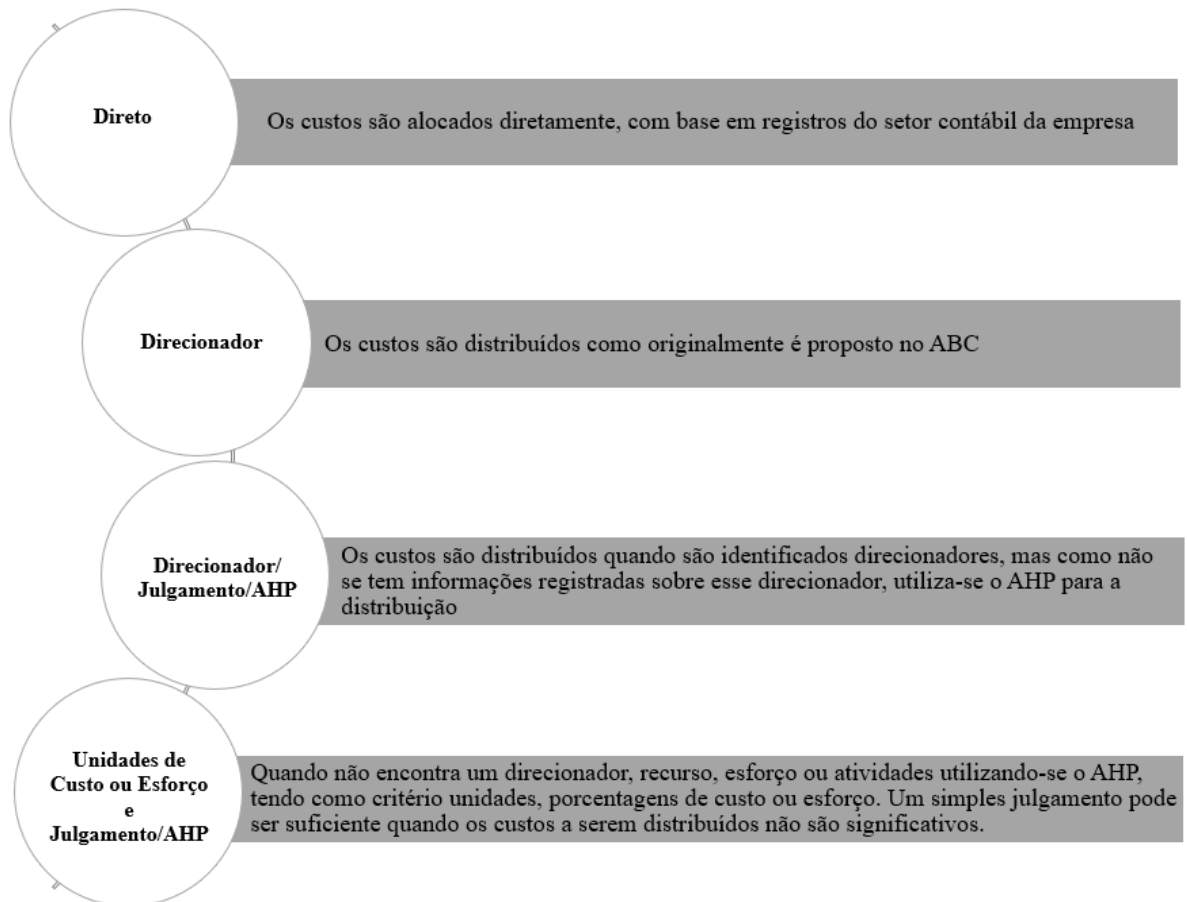 Direto
Os custos são alocados diretamente, com base em registros do setor contábil da empresa
Direcionador
Os custos são distribuídos como originalmente é proposto no ABC
Direcionador/
Julgamento/AHP
Os custos são distribuídos quando são identificados direcionadores, mas como não
se tem informações registradas sobre esse direcionador, utiliza-se o AHP para a
distribuição
Unidades de
Custo ou Esforço
e
Julgamento/AHP
Quando não encontra um direcionador, recurso, esforço ou atividades utilizando-se o AHP,
tendo como critério unidades, porcentagens de custo ou esforço. Um simples julgamento pode
ser suficiente quando os custos a serem distribuídos não são significativos.